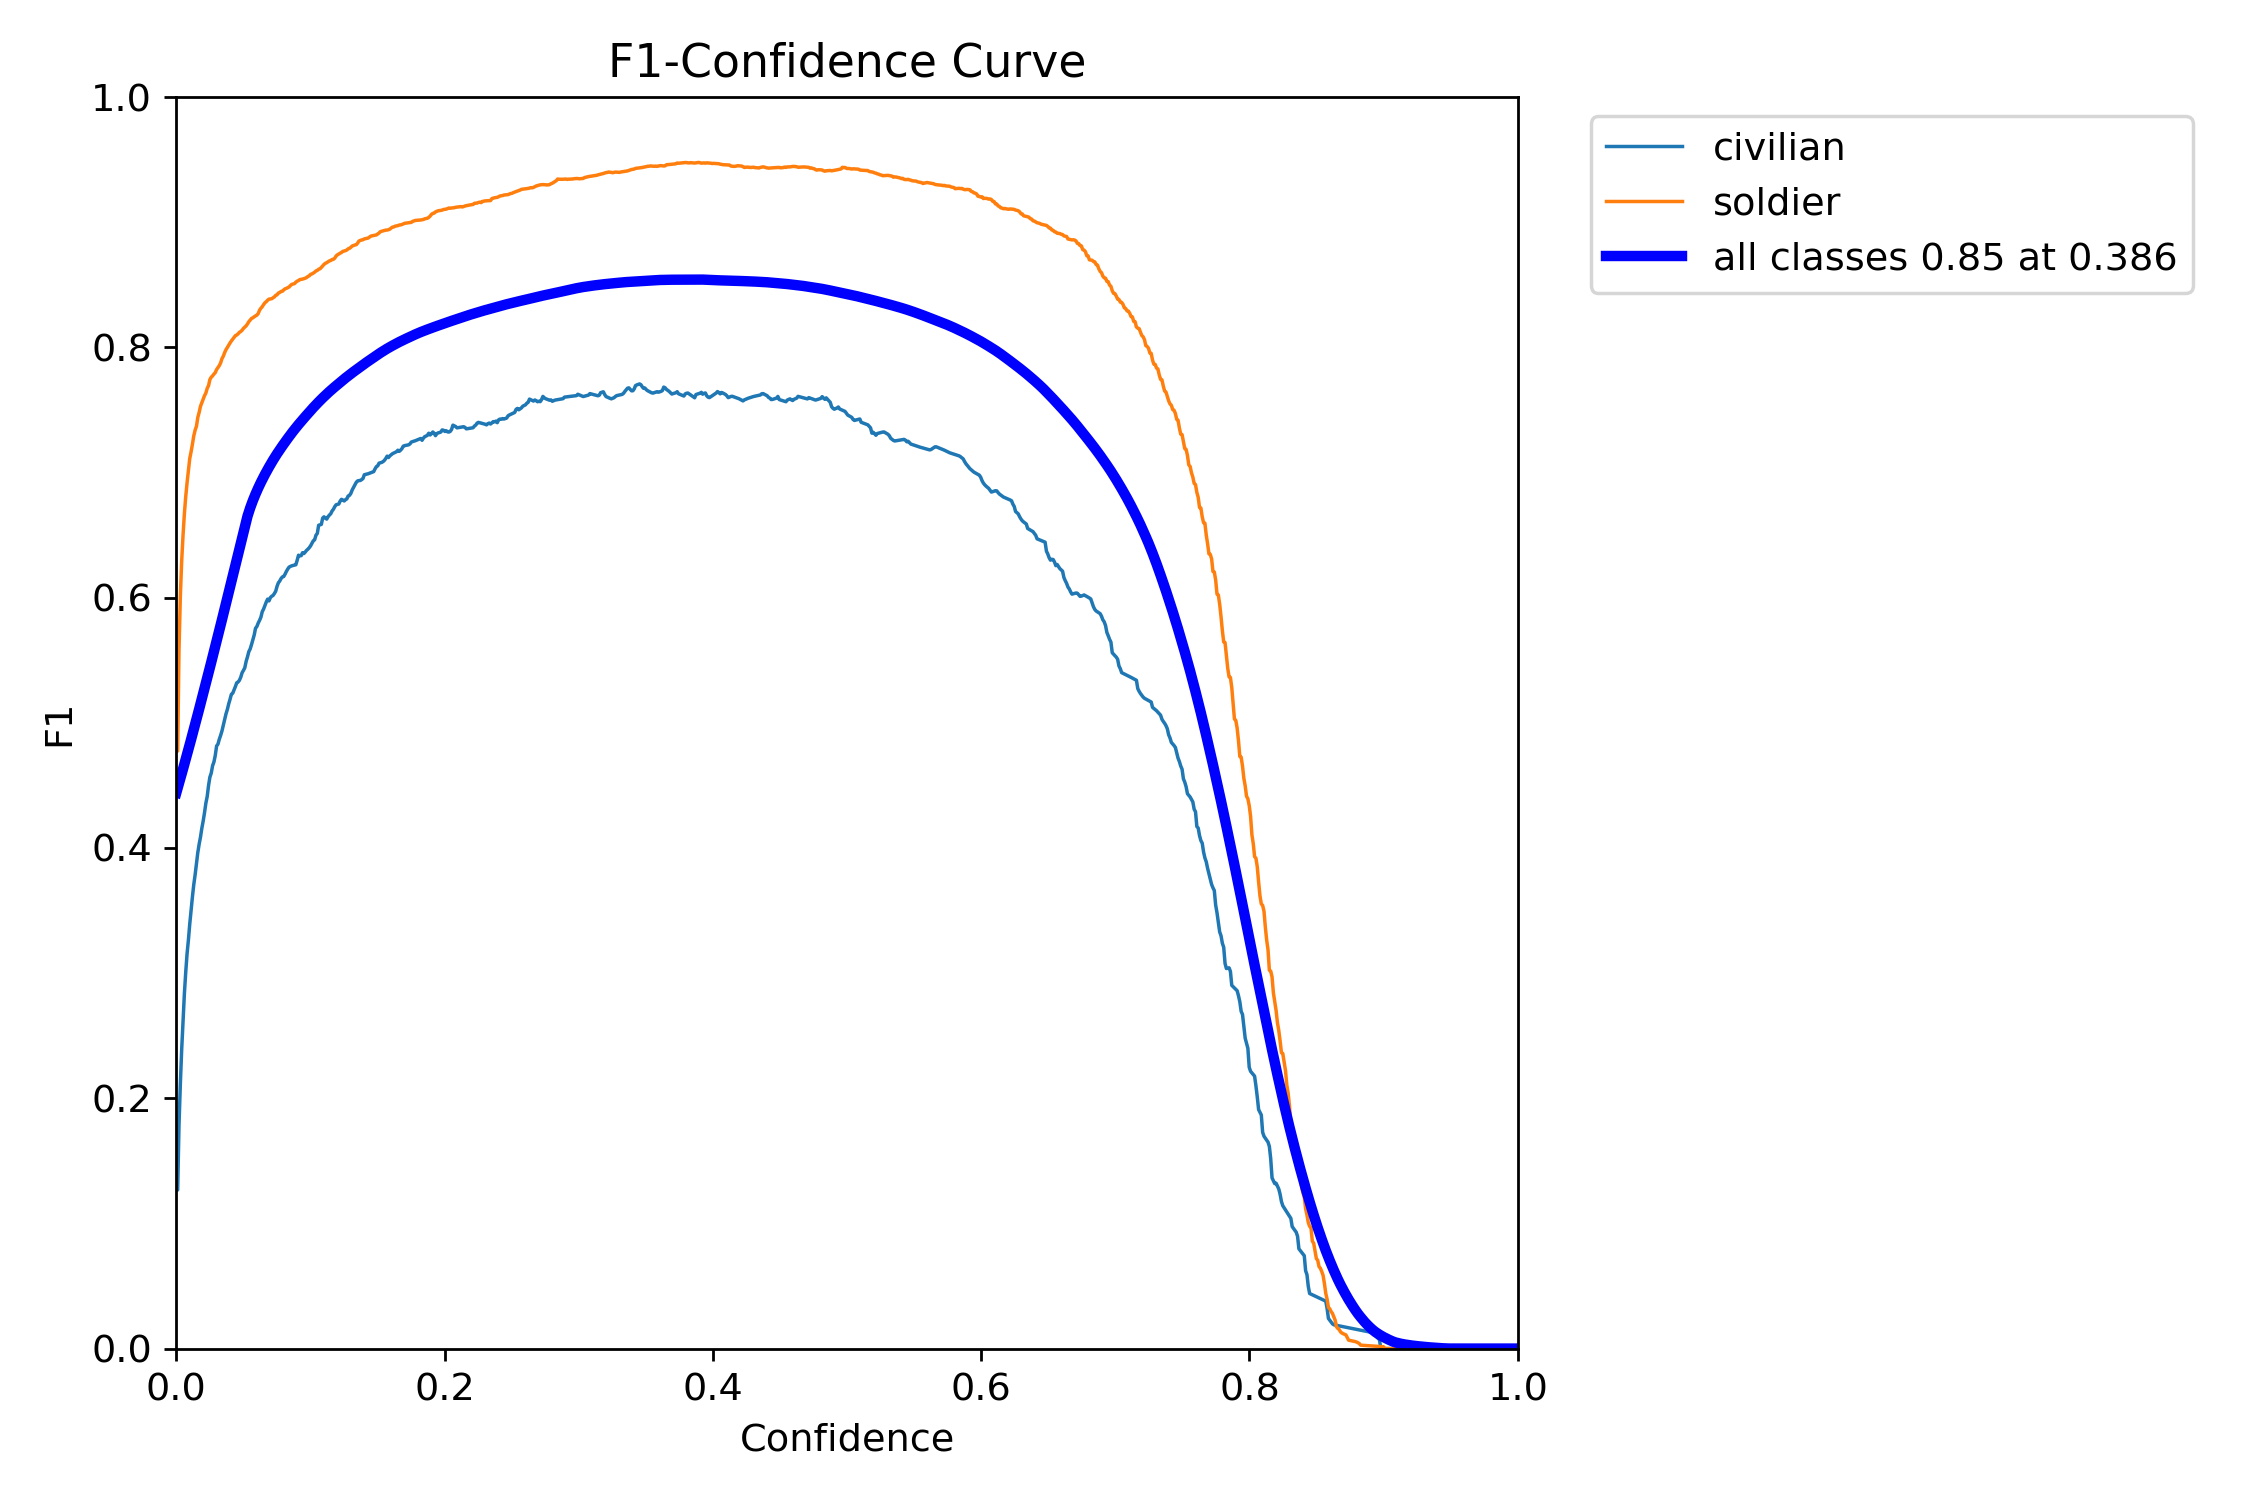 F1-Confidence Curve
1.0
0.8
0.6
0.4
0.2
0.0
F1
0.0 0.2 0.4 0.6 0.8 1.0
Confidence
civilian
soldier
all classes 0.85 at 0.386